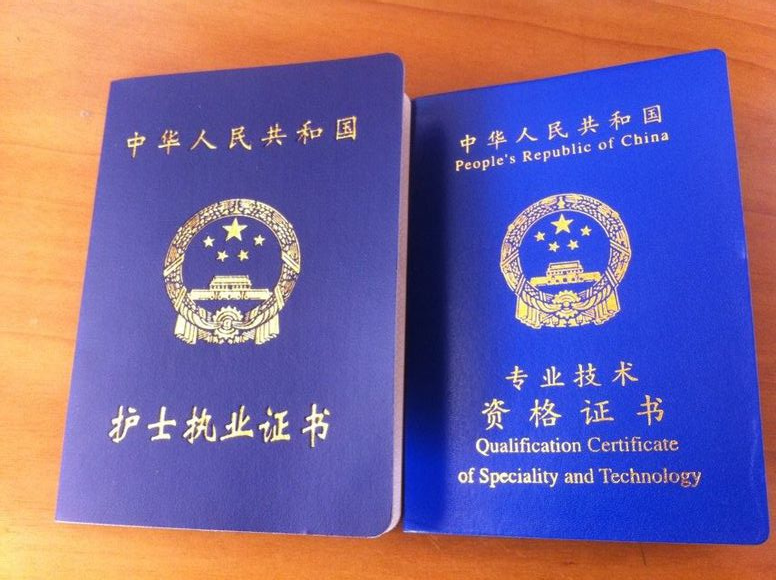 中华人民共和国
护士执业证书
中华人民共和国
People's Republic of China
专业技术
资格证书
Qualification Certificate
of Speciality and Technology